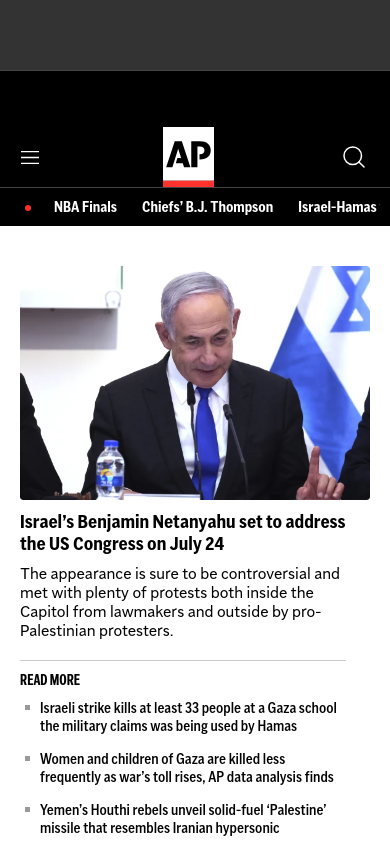 AP
NBA Finals Chiefs’ B.J. Thompson Israel-Hamas
Israel’s Benjamin Netanyahu set to address
the US Congress on July 24
The appearance is sure to be controversial and
met with plenty of protests both inside the
Capitol from lawmakers and outside by pro-
Palestinian protesters.
READ MORE
Israeli strike kills at least 33 people at a Gaza school
the military claims was being used by Hamas
Women and children of Gaza are killed less
frequently as war’s toll rises, AP data analysis finds
Yemen’s Houthi rebels unveil solid-fuel ‘Palestine’
missile that resembles Iranian hypersonic